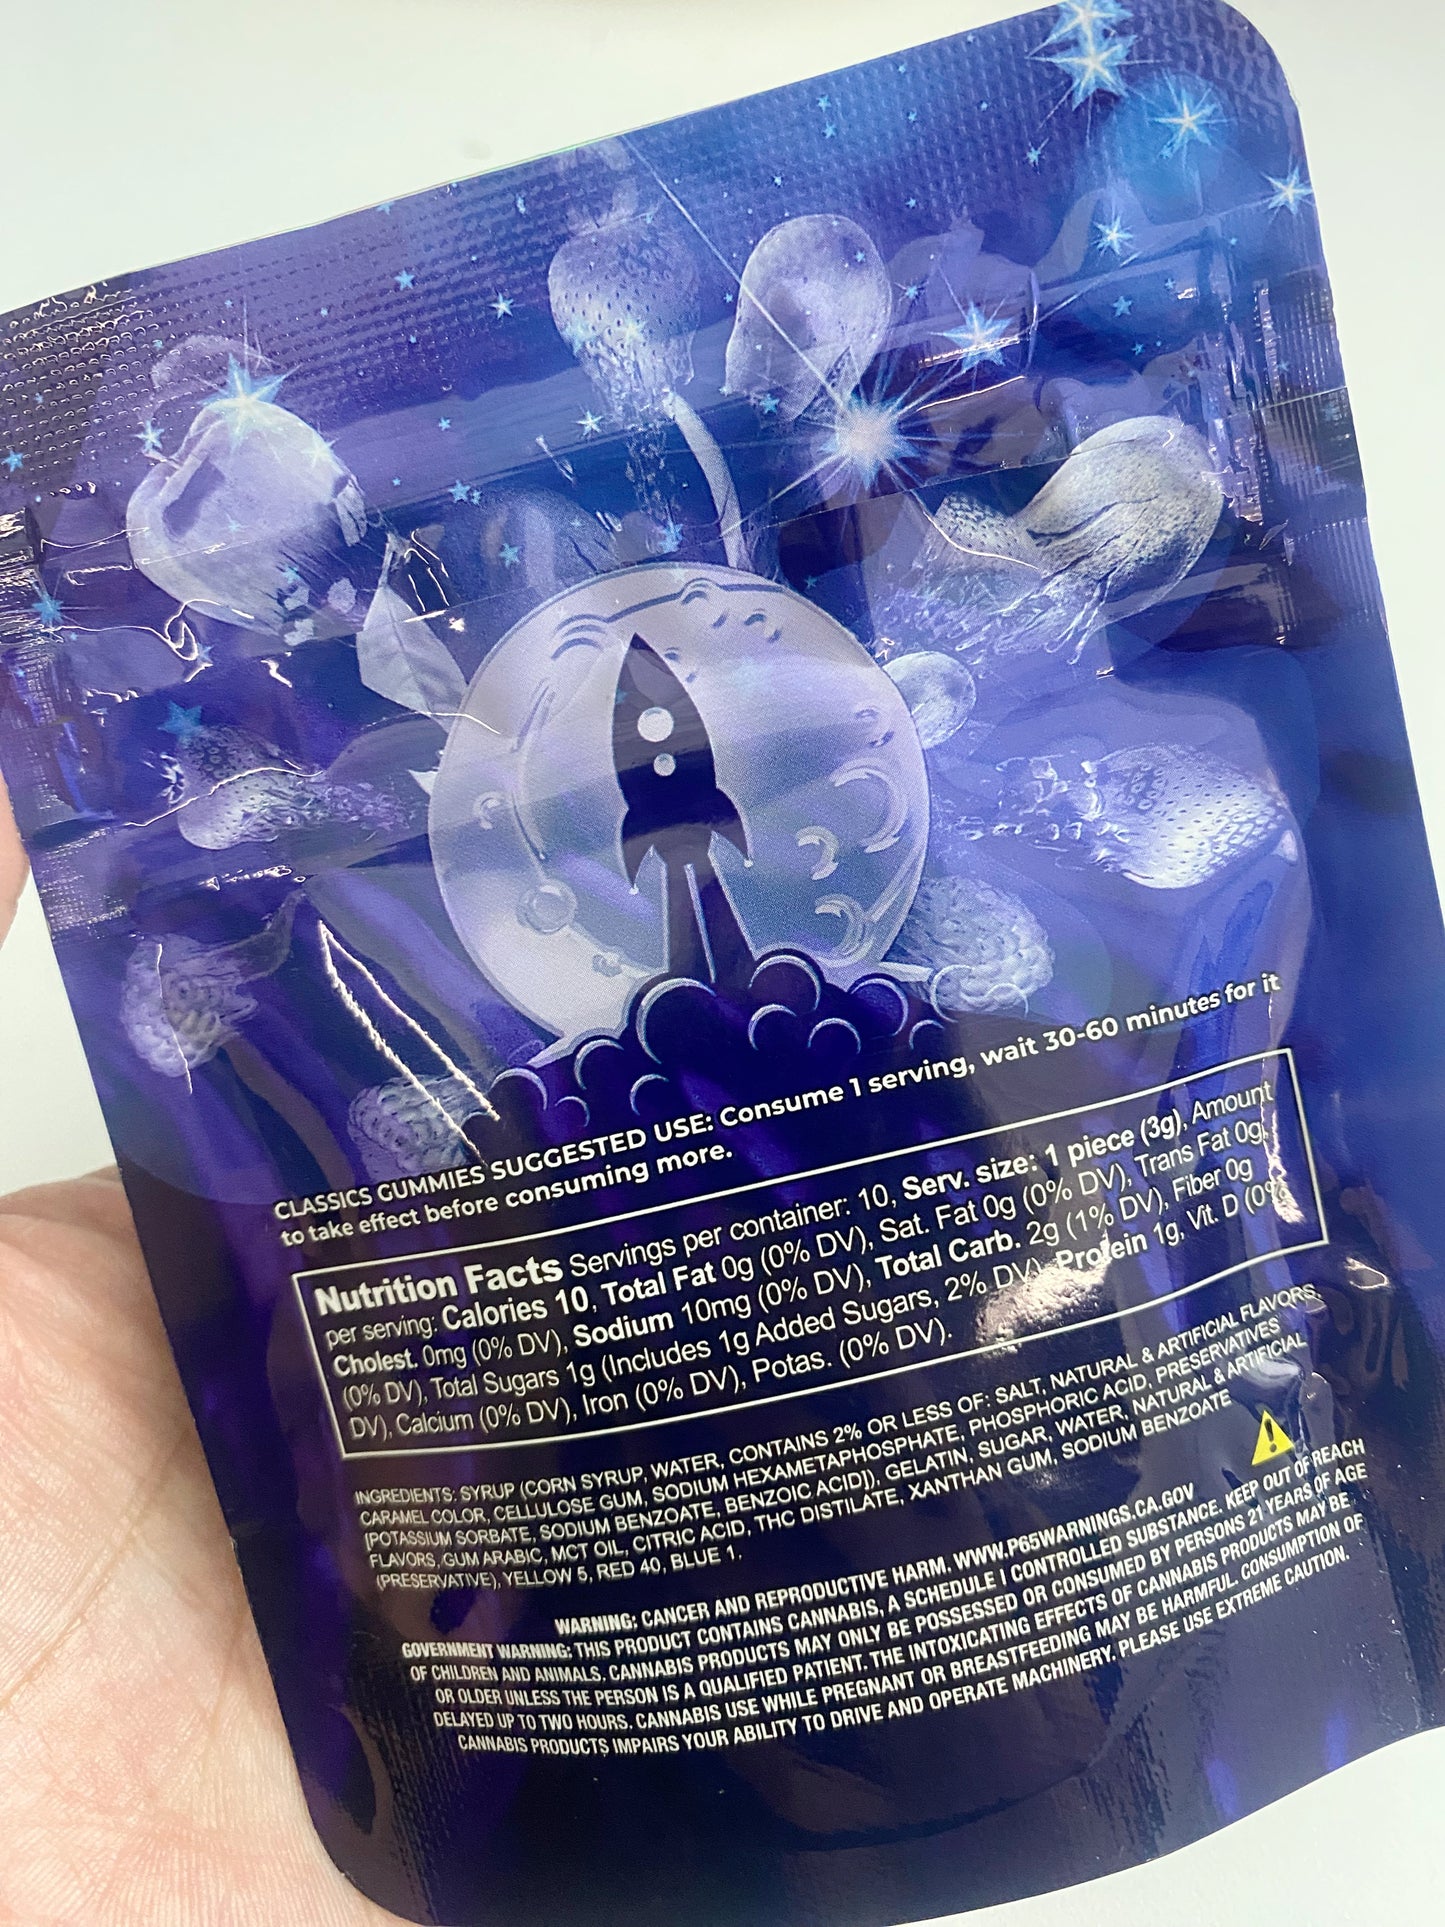 CLASSICS GUMMIES SUGGESTED USE: Consume 1 serving, wait 30-60 minutes for it
to take effect before consuming more.
Nutrition Facts Servings per container: 10, Serv. size: 1 piece (3g), Amount
per serving: Calories 10, Total Fat 0g (0% DV), Sat. Fat 0g (0% DV), Trans Fat 0g,
Cholest. 0mg (0% DV), Sodium 10mg (0% DV), Total Carb. 2g (1% DV), Fiber 0g
(0% DV), Total Sugars 1g (Includes 1g Added Sugars, 2% DV), Protein 1g, Vit. D (0%
DV), Calcium (0% DV), Iron (0% DV), Potas. (0% DV).
INGREDIENTS: SYRUP (CORN SYRUP, WATER, CONTAINS 2% OR LESS OF: SALT, NATURAL & ARTIFICIAL FLAVORS,
CARAMEL COLOR, CELLULOSE GUM, SODIUM HEXAMETAPHOSPHATE, PHOSPHORIC ACID, PRESERVATIVES
[POTASSIUM SORBATE, SODIUM BENZOATE, BENZOIC ACID]), GELATIN, SUGAR, WATER, NATURAL & ARTIFICIAL
FLAVORS, GUM ARABIC, MCT OIL, CITRIC ACID, THC DISTILATE, XANTHAN GUM, SODIUM BENZOATE
(PRESERVATIVE), YELLOW 5, RED 40, BLUE 1.
WARNING: CANCER AND REPRODUCTIVE HARM. WWW.P65WARNINGS.CA.GOV
GOVERNMENT WARNING: THIS PRODUCT CONTAINS CANNABIS, A SCHEDULE I CONTROLLED SUBSTANCE. KEEP OUT OF REACH
OF CHILDREN AND ANIMALS. CANNABIS PRODUCTS MAY ONLY BE POSSESSED OR CONSUMED BY PERSONS 21 YEARS OF AGE
OR OLDER UNLESS THE PERSON IS A QUALIFIED PATIENT. THE INTOXICATING EFFECTS OF CANNABIS PRODUCTS MAY BE
DELAYED UP TO TWO HOURS. CANNABIS USE WHILE PREGNANT OR BREASTFEEDING MAY BE HARMFUL. CONSUMPTION OF
CANNABIS PRODUCTS IMPAIRS YOUR ABILITY TO DRIVE AND OPERATE MACHINERY. PLEASE USE EXTREME CAUTION.